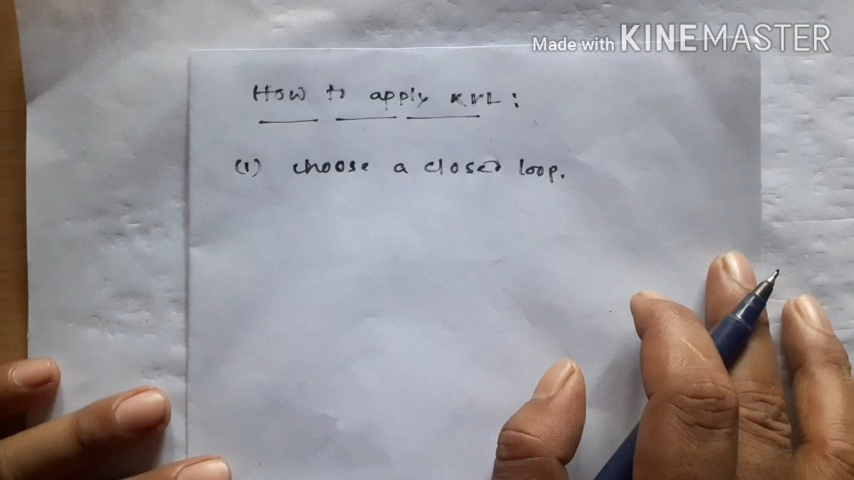 Made with KINEMASTER
How to apply KVL:
(1) choose a closed loop.